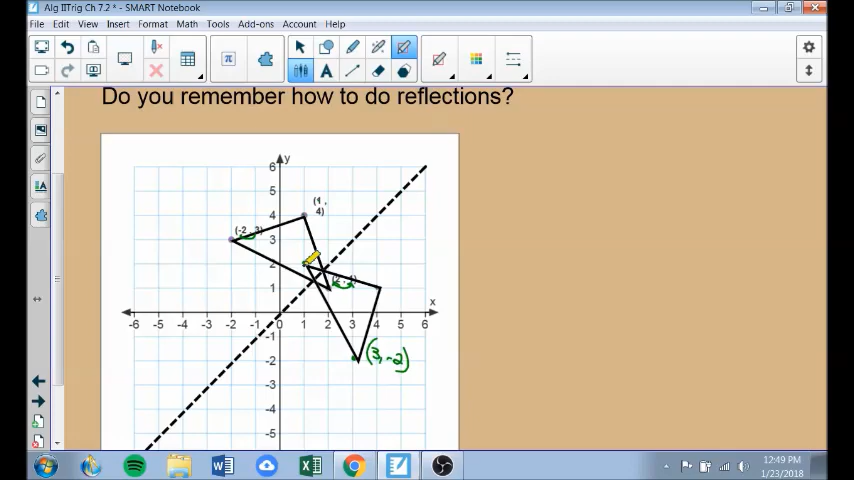 Alg IITrig Ch 7.2 * - SMART Notebook
File Edit View Insert Format Math Tools Add-ons Account Help
π
A
Do you remember how to do reflections?
y
6
5
(1,
4)
4
(-2, 3)
3
2
(2, 1)
1
x
-6 -5 -4 -3 -2 -1 0 1 2 3 4 5 6
-1
(3, -2)
-2
-3
-4
-5
12:49 PM
1/23/2018